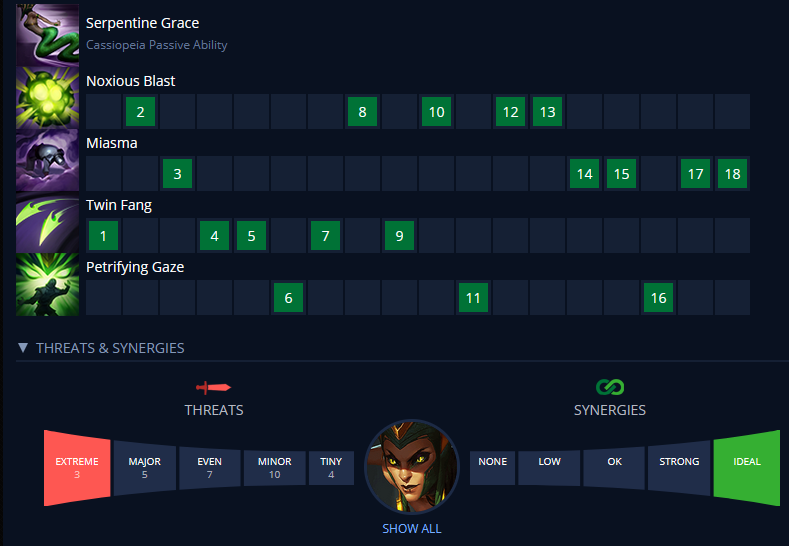 Serpentine Grace
Cassiopeia Passive Ability
Noxious Blast
2 8 10 12 13
Miasma
3 14 15 17 18
Twin Fang
1 4 5 7 9
Petrifying Gaze
6 11 16
▼ THREATS & SYNERGIES
THREATS SYNERGIES
EXTREME MAJOR EVEN MINOR TINY NONE LOW OK STRONG IDEAL
3 5 7 10 4
SHOW ALL